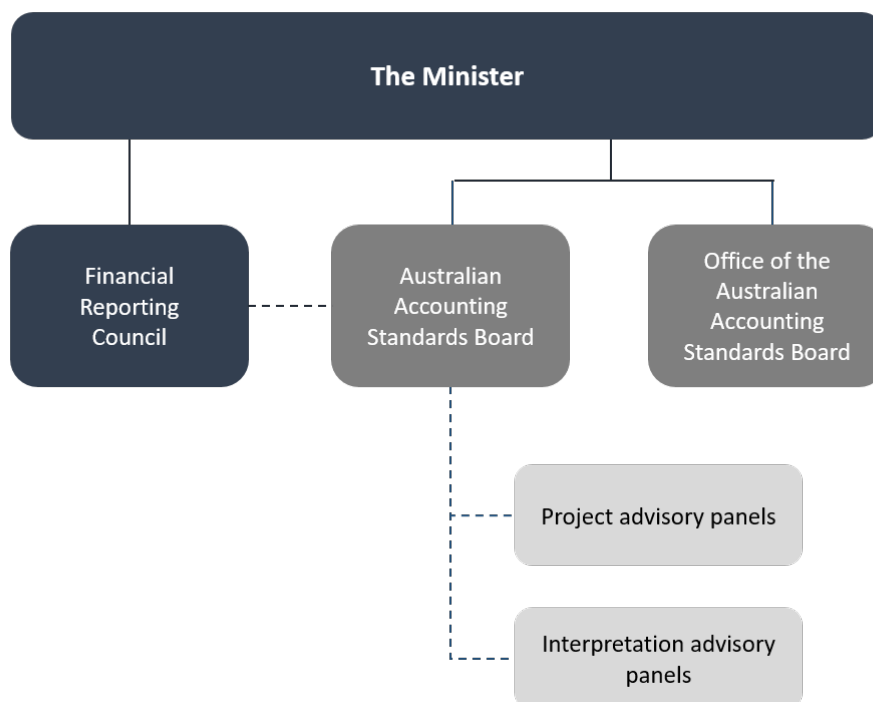 The Minister
Financial
Reporting
Council
Australian
Accounting
Standards Board
Office of the
Australian
Accounting
Standards Board
Project advisory panels
Interpretation advisory
panels